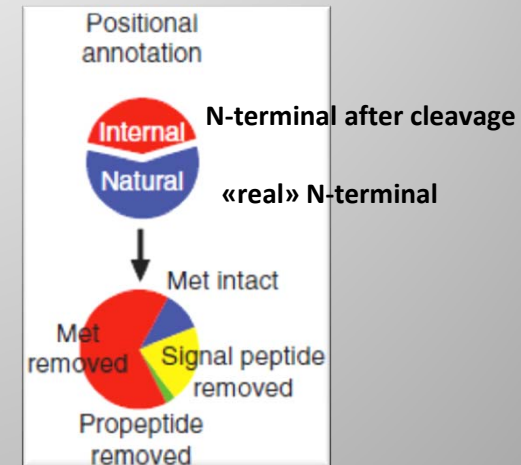 Positional
annotation
Internal
N-terminal after cleavage
Natural
«real» N-terminal
Met intact
Met
removed
Signal peptide
removed
Propeptide
removed